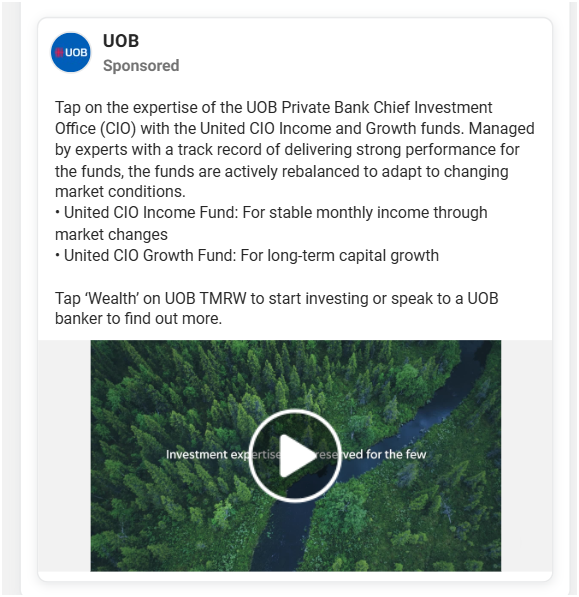 UOB
UOB
Sponsored
Tap on the expertise of the UOB Private Bank Chief Investment
Office (CIO) with the United CIO Income and Growth funds. Managed
by experts with a track record of delivering strong performance for
the funds, the funds are actively rebalanced to adapt to changing
market conditions.
• United CIO Income Fund: For stable monthly income through
market changes
• United CIO Growth Fund: For long-term capital growth
Tap ‘Wealth’ on UOB TMRW to start investing or speak to a UOB
banker to find out more.
Investment expertise reserved for the few